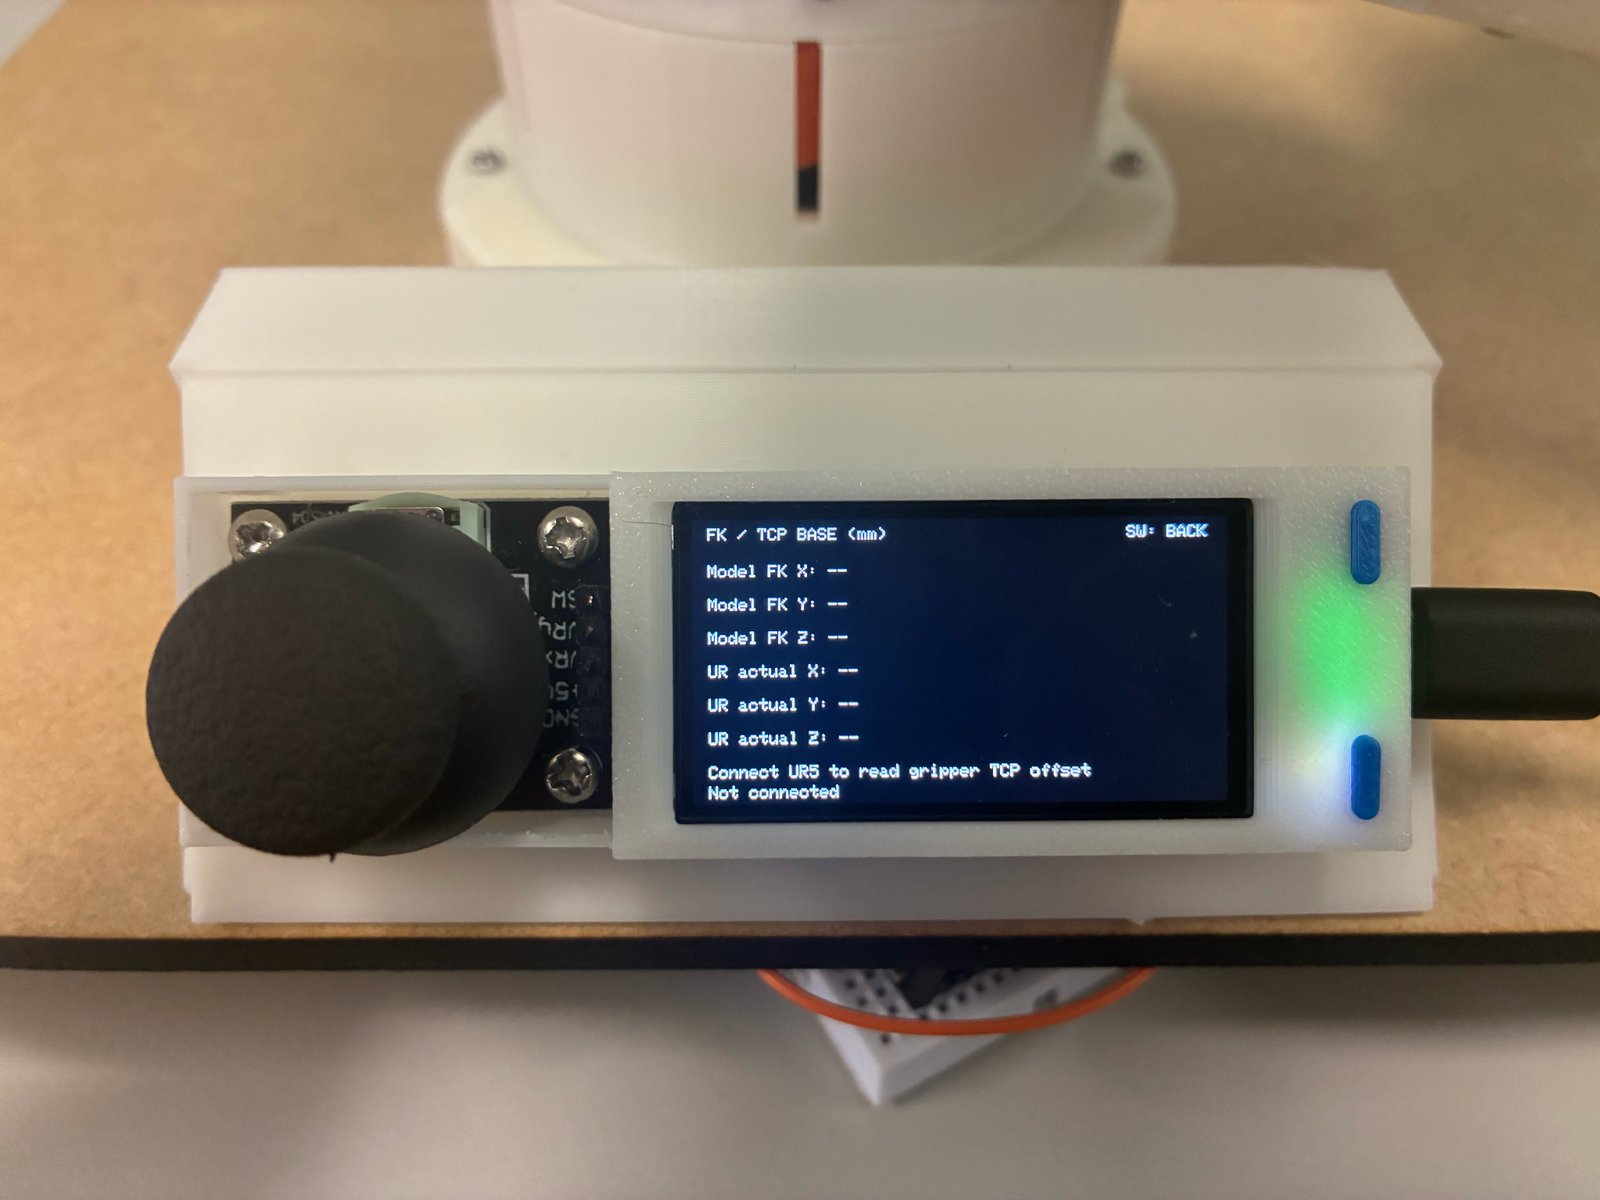 FK / TCP BASE (mm)
SW: BACK
Model FK X: --
Model FK Y: --
Model FK Z: --
UR actual X: --
UR actual Y: --
UR actual Z: --
Connect UR5 to read gripper TCP offset
Not connected